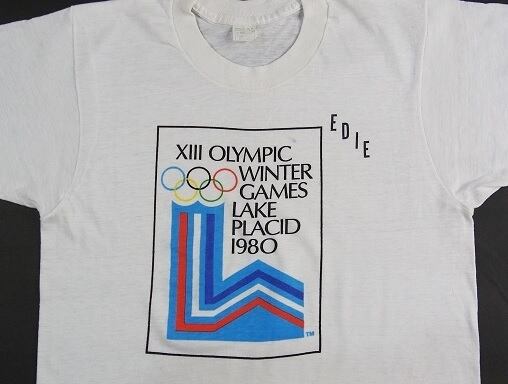 EDIE
XIII OLYMPIC
WINTER
GAMES
LAKE
PLACID
1980
TM